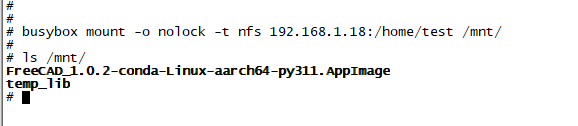 #
#
# busybox mount -o nolock -t nfs 192.168.1.18:/home/test /mnt/
#
# ls /mnt/
FreeCAD_1.0.2-conda-Linux-aarch64-py311.AppImage
temp_lib
#